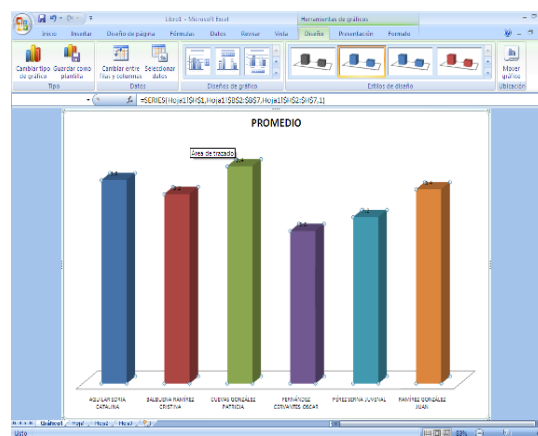 Libro1 - Microsoft Excel
Herramientas de gráficos
Inicio Insertar Diseño de página Fórmulas Datos Revisar Vista Diseño Presentación Formato
Cambiar tipo de gráfico
Guardar como plantilla
Cambiar entre filas y columnas
Seleccionar datos
Mover gráfico
Tipo Datos Diseños de gráfico Estilos de diseño Ubicación
=SERIES(Hoja1!$H$1,Hoja1!$B$2:$B$7,Hoja1!$H$2:$H$7,1)
PROMEDIO
Área de trazado
AGUILAR SORIA CATALINA
BALBUENA RAMÍREZ CRISTINA
CUEVAS GONZÁLEZ PATRICIA
FERNÁNDEZ CERVANTES OSCAR
PÉREZ SERNA JUVENAL
RAMÍREZ GONZÁLEZ JUAN
Gráfico1 Hoja1 Hoja2 Hoja3
Listo